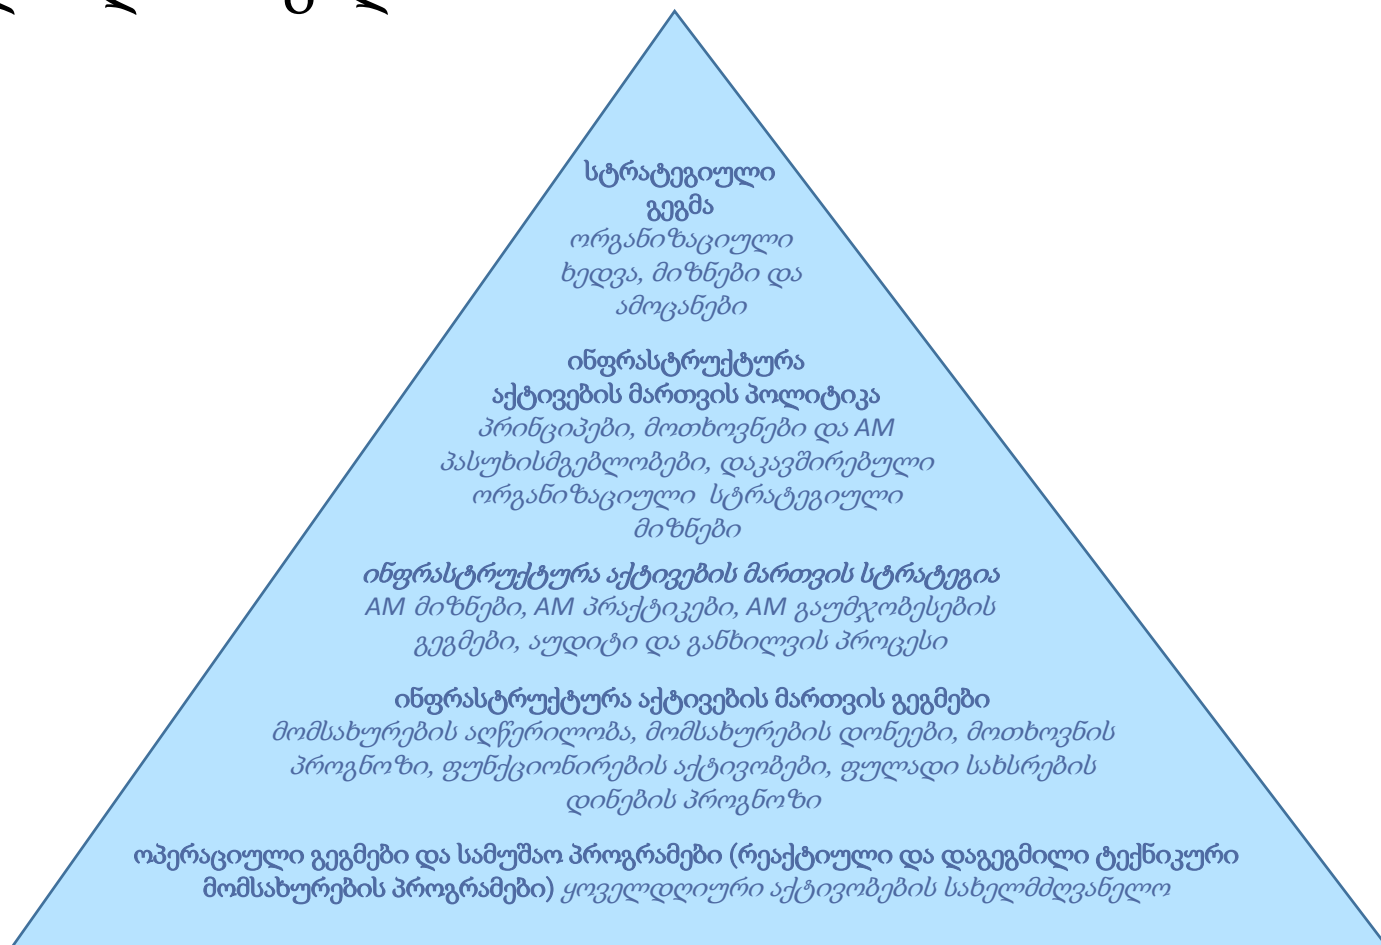 სტრატეგიული
გეგმა
ორგანიზაციული
ხედვა, მიზნები და
ამოცანები
ინფრასტრუქტურა
აქტივების მართვის პოლიტიკა
პრინციპები, მოთხოვნები და AM
პასუხისმგებლობები, დაკავშირებული
ორგანიზაციული სტრატეგიული
მიზნები
ინფრასტრუქტურა აქტივების მართვის სტრატეგია
AM მიზნები, AM პრაქტიკები, AM გაუმჯობესების
გეგმები, აუდიტი და განხილვის პროცესი
ინფრასტრუქტურა აქტივების მართვის გეგმები
მომსახურების აღწერილობა, მომსახურების დონეები, მოთხოვნის
პროგნოზი, ფუნქციონირების აქტივობები, ფულადი სახსრების
დინების პროგნოზი
ოპერაციული გეგმები და სამუშაო პროგრამები (რეაქტიული და დაგეგმილი ტექნიკური
მომსახურების პროგრამები) ყოველდღიური აქტივობების სახელმძღვანელო